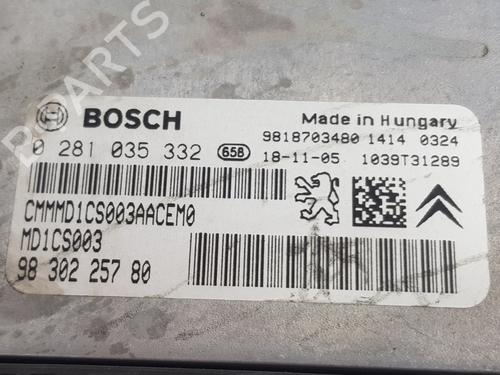 BOSCH
Made in Hungary
9818703480 1414 0324
0 281 035 332 658 18-11-05 1039T31289
CMMMD1CS003AACEM0
MD1CS003
98 302 257 80
B-PARTS